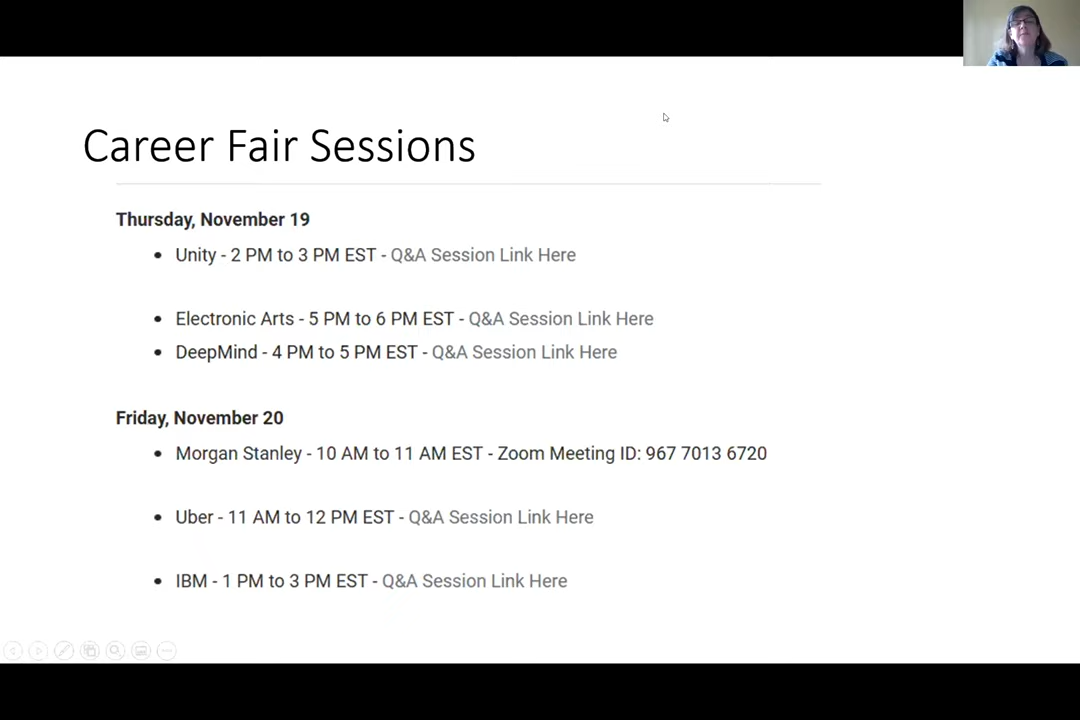 Career Fair Sessions
Thursday, November 19
• Unity - 2 PM to 3 PM EST - Q&A Session Link Here
• Electronic Arts - 5 PM to 6 PM EST - Q&A Session Link Here
• DeepMind - 4 PM to 5 PM EST - Q&A Session Link Here
Friday, November 20
• Morgan Stanley - 10 AM to 11 AM EST - Zoom Meeting ID: 967 7013 6720
• Uber - 11 AM to 12 PM EST - Q&A Session Link Here
• IBM - 1 PM to 3 PM EST - Q&A Session Link Here